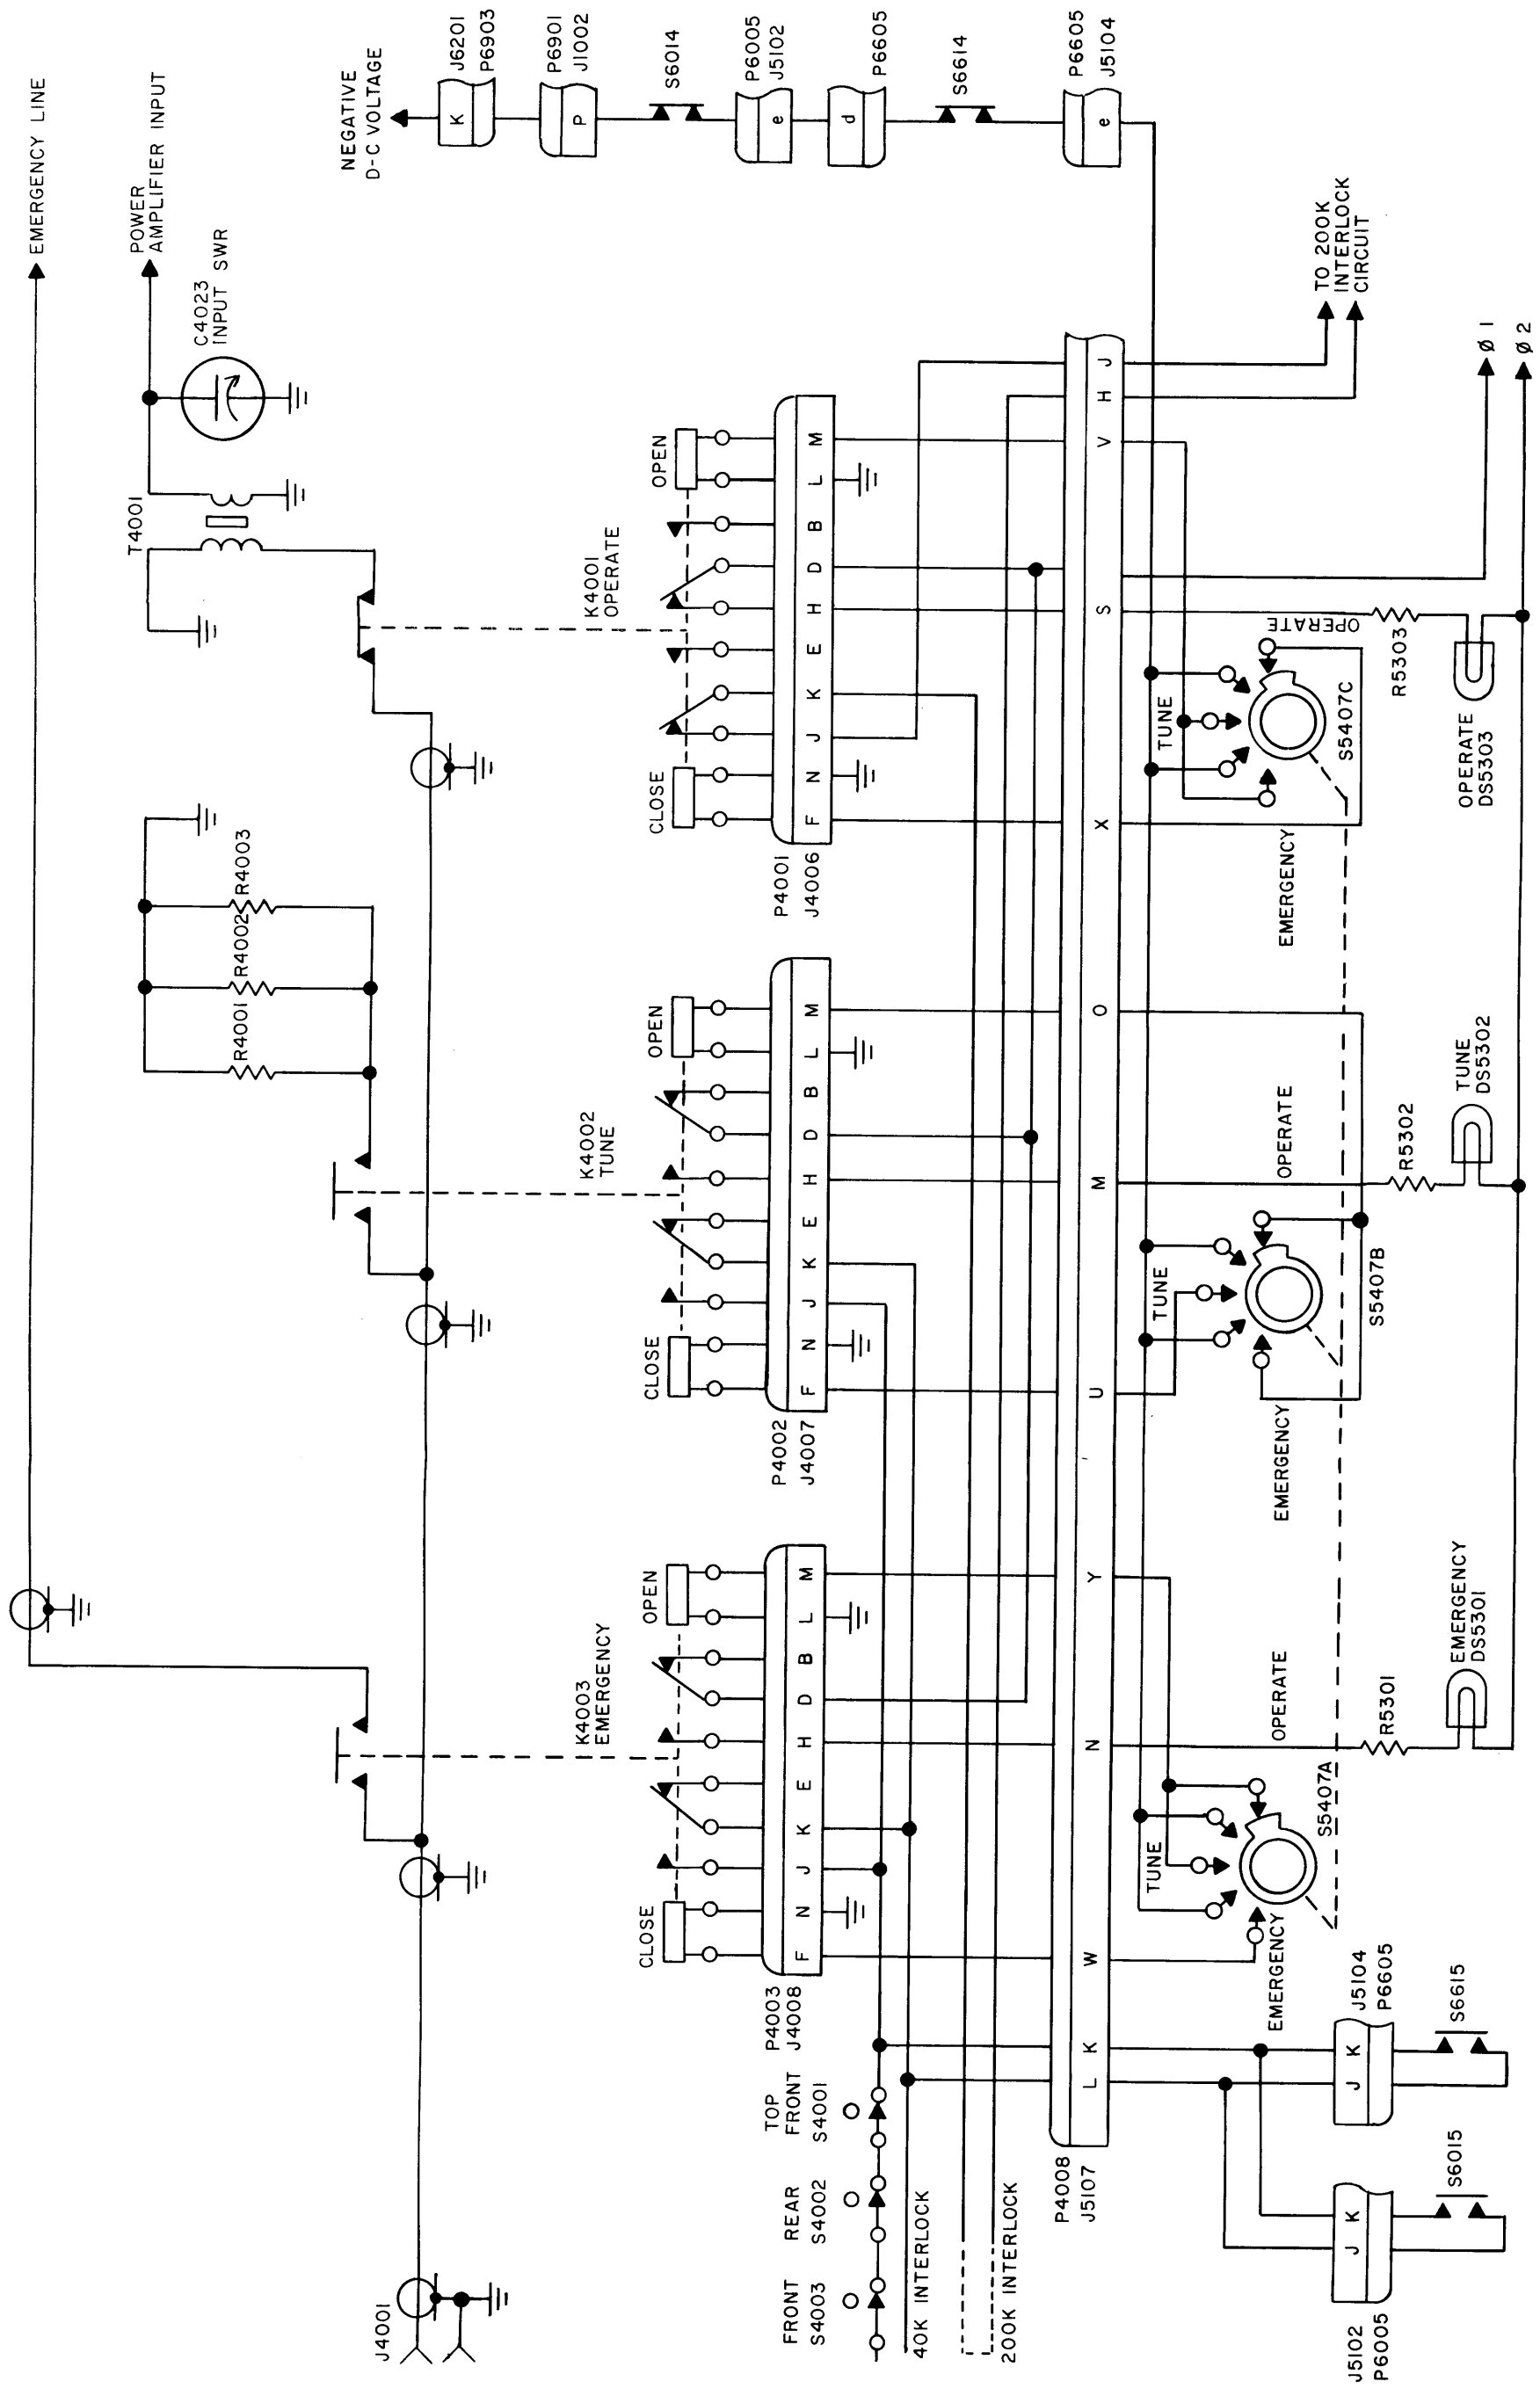 EMERGENCY LINE
POWER
AMPLIFIER INPUT
C4023
INPUT SWR
T4001
R4001
R4002
R4003
J4001
NEGATIVE
D-C VOLTAGE
K
J6201
P6903
P
P6901
J1002
S6014
e
P6005
J5102
d
P6605
S6614
e
P6605
J5104
K4003
EMERGENCY
K4002
TUNE
K4001
OPERATE
CLOSE
OPEN
CLOSE
OPEN
CLOSE
OPEN
P4003
J4008
F N J K E H D B L M
P4002
J4007
F N J K E H D B L M
P4001
J4006
F N J K E H D B L M
FRONT
S4003
REAR
S4002
TOP
FRONT
S4001
40K INTERLOCK
200K INTERLOCK
P4008
J5107
L K W N Y U M O X S V H J
TO 200K
INTERLOCK
CIRCUIT
EMERGENCY
TUNE
OPERATE
S5407A
EMERGENCY
TUNE
OPERATE
S5407B
EMERGENCY
TUNE
OPERATE
S5407C
R5301
EMERGENCY
DS5301
R5302
TUNE
DS5302
R5303
OPERATE
DS5303
Ø 1
Ø 2
J5102
P6005
J K
S6015
J5104
P6605
J K
S6615